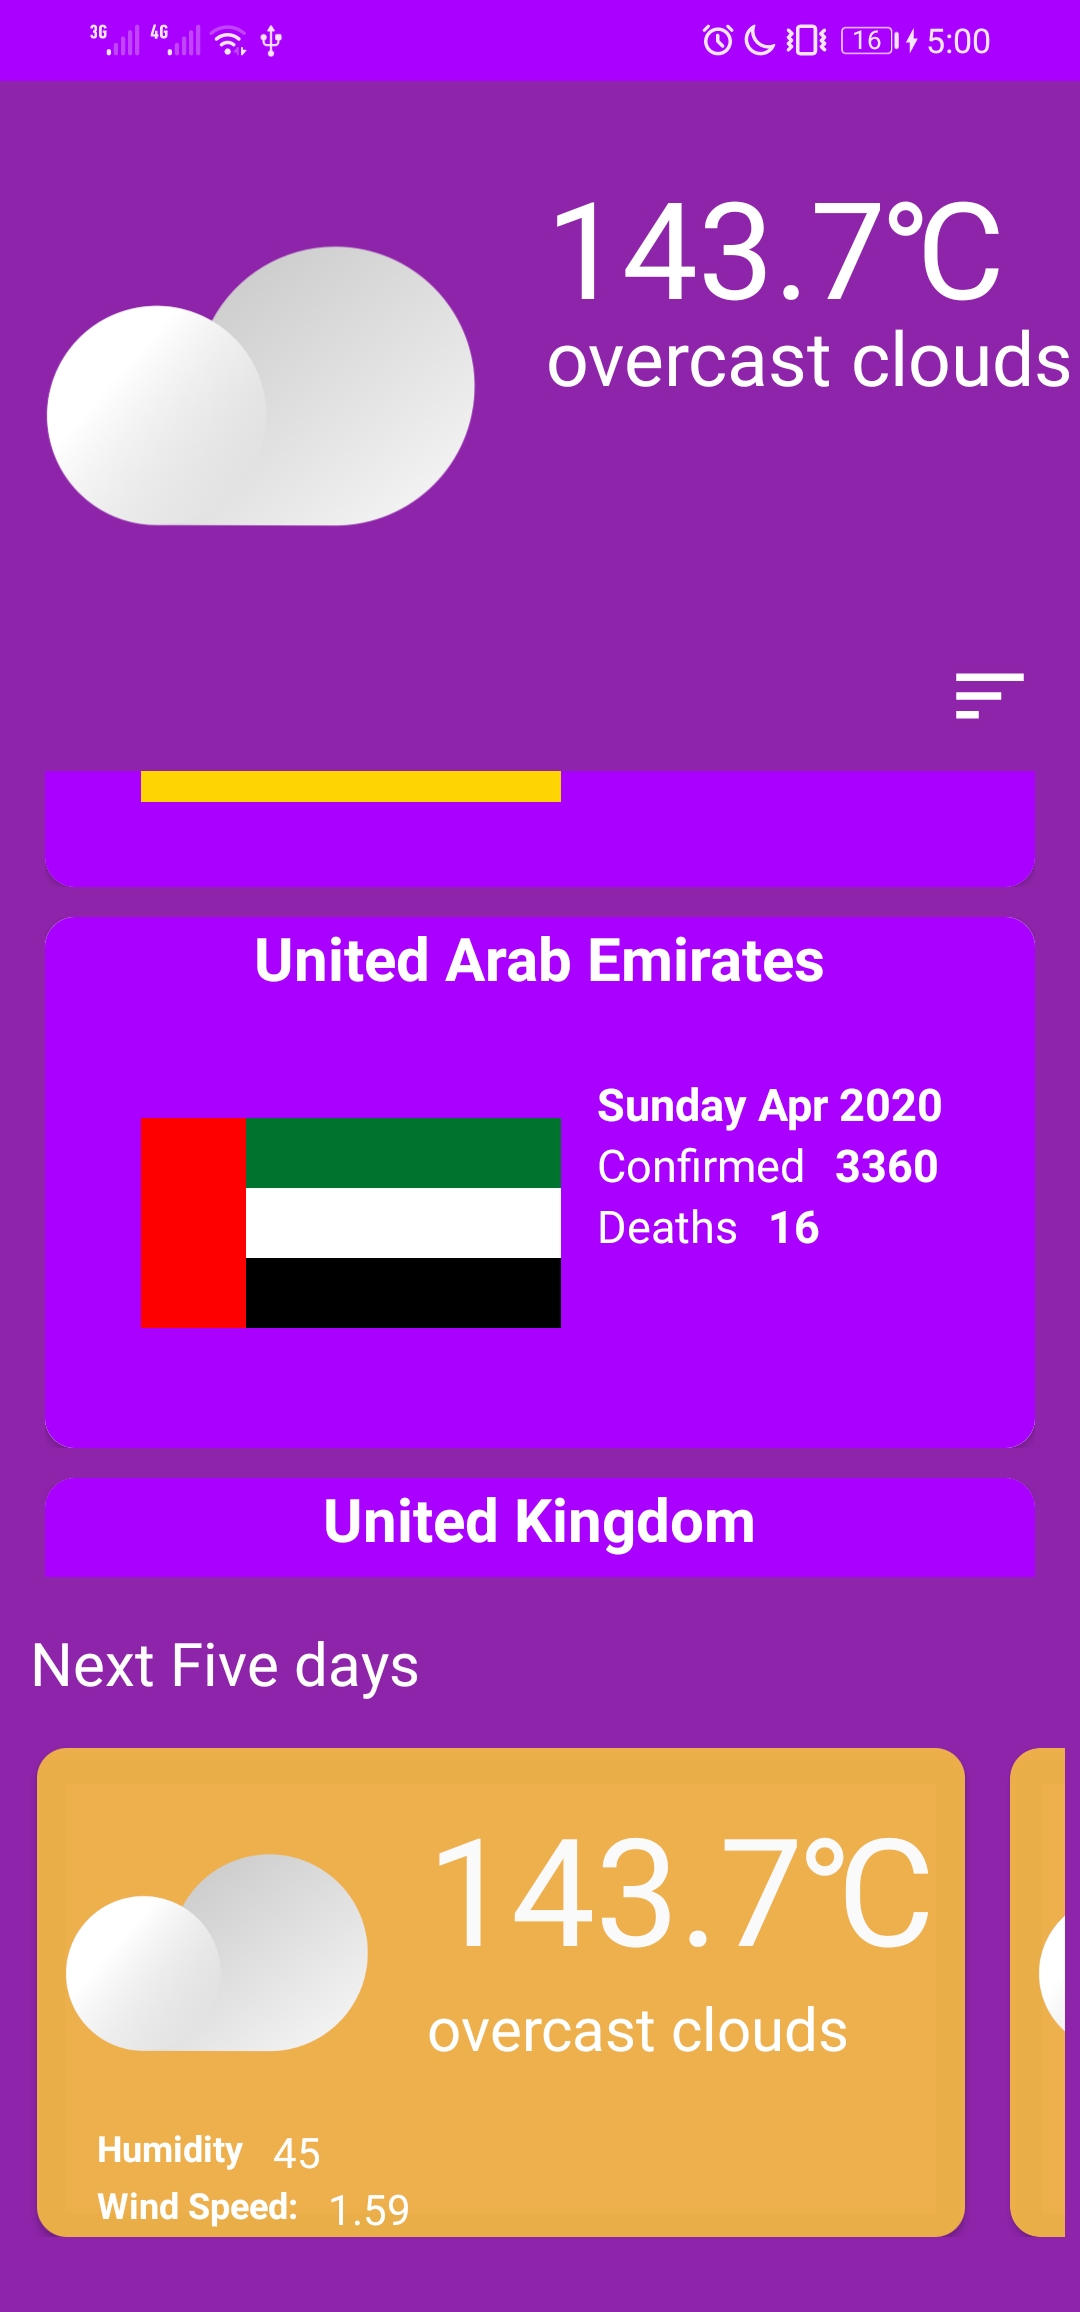 3G 4G 16 5:00
143.7°C
overcast clouds
United Arab Emirates
Sunday Apr 2020
Confirmed 3360
Deaths 16
United Kingdom
Next Five days
143.7°C
overcast clouds
Humidity 45
Wind Speed: 1.59